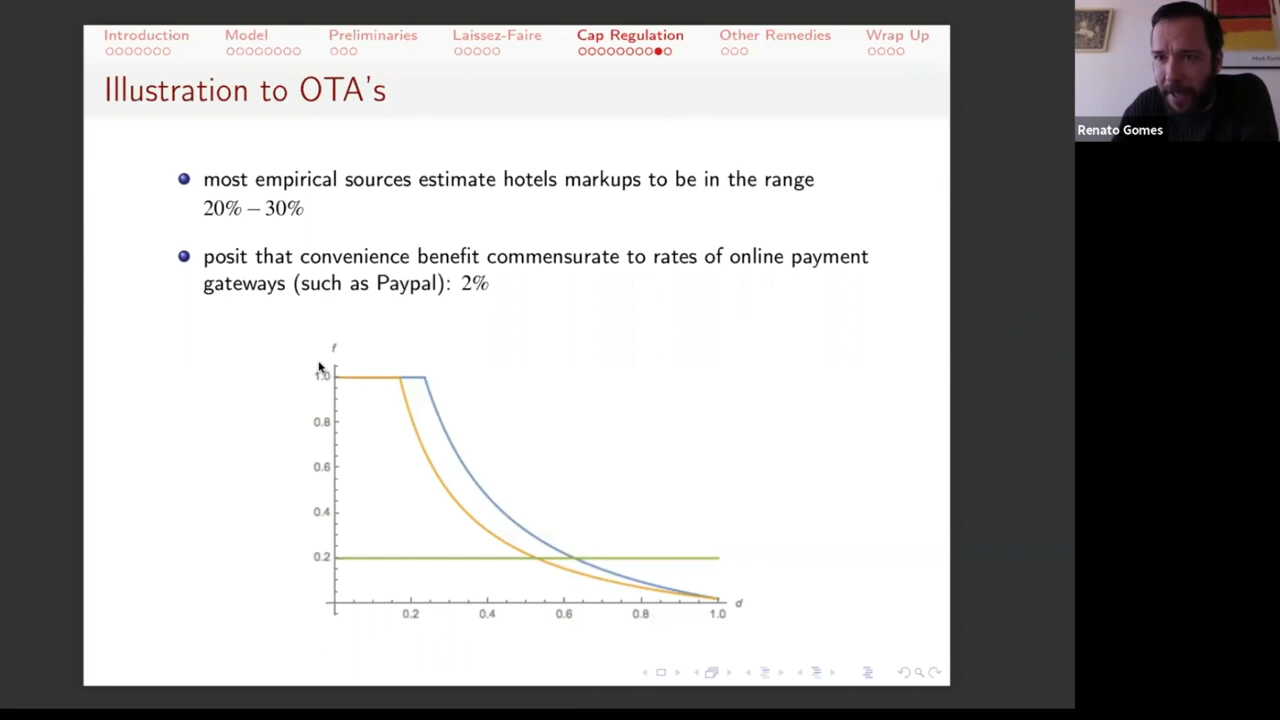 Introduction Model Preliminaries Laissez-Faire Cap Regulation Other Remedies Wrap Up
Illustration to OTA's
most empirical sources estimate hotels markups to be in the range
20% – 30%
posit that convenience benefit commensurate to rates of online payment
gateways (such as Paypal): 2%
f
1.0
0.8
0.6
0.4
0.2
0.2 0.4 0.6 0.8 1.0 d
Renato Gomes